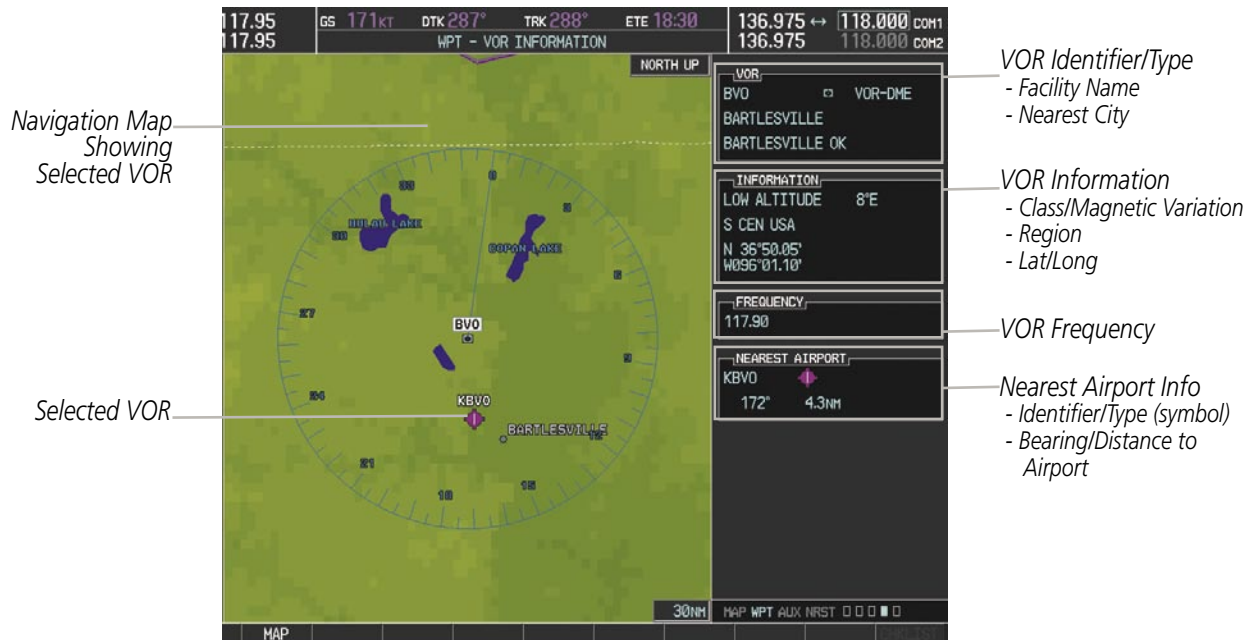 117.95
117.95
GS 171KT DTK 287° TRK 288° ETE 18:30
WPT - VOR INFORMATION
136.975 ↔ 118.000 COM1
136.975 118.000 COM2
NORTH UP
Navigation Map
Showing
Selected VOR
Selected VOR
33
0
3
30
HULAH LAKE
COPAN LAKE
6
27
BVO
9
24
KBVO
BARTLESVILLE
12
21
18
15
30NM
VOR
BVO VOR-DME
BARTLESVILLE
BARTLESVILLE OK
INFORMATION
LOW ALTITUDE 8°E
S CEN USA
N 36°50.05'
W096°01.10'
FREQUENCY
117.90
NEAREST AIRPORT
KBVO
172° 4.3NM
MAP WPT AUX NRST
MAP
CHKLIST
VOR Identifier/Type
- Facility Name
- Nearest City
VOR Information
- Class/Magnetic Variation
- Region
- Lat/Long
VOR Frequency
Nearest Airport Info
- Identifier/Type (symbol)
- Bearing/Distance to
Airport